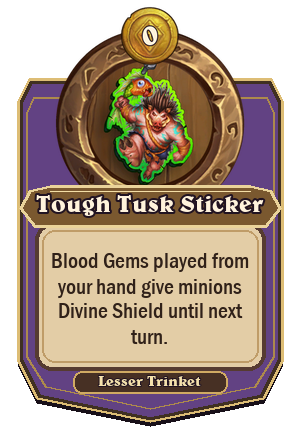 0
Tough Tusk Sticker
Blood Gems played from
your hand give minions
Divine Shield until next
turn.
Lesser Trinket